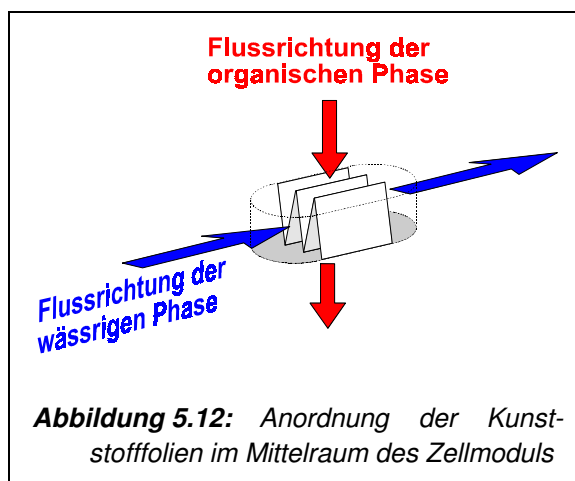 Flussrichtung der
organischen Phase
Flussrichtung der
wässrigen Phase
Abbildung 5.12: Anordnung der Kunst-
stofffolien im Mittelraum des Zellmoduls